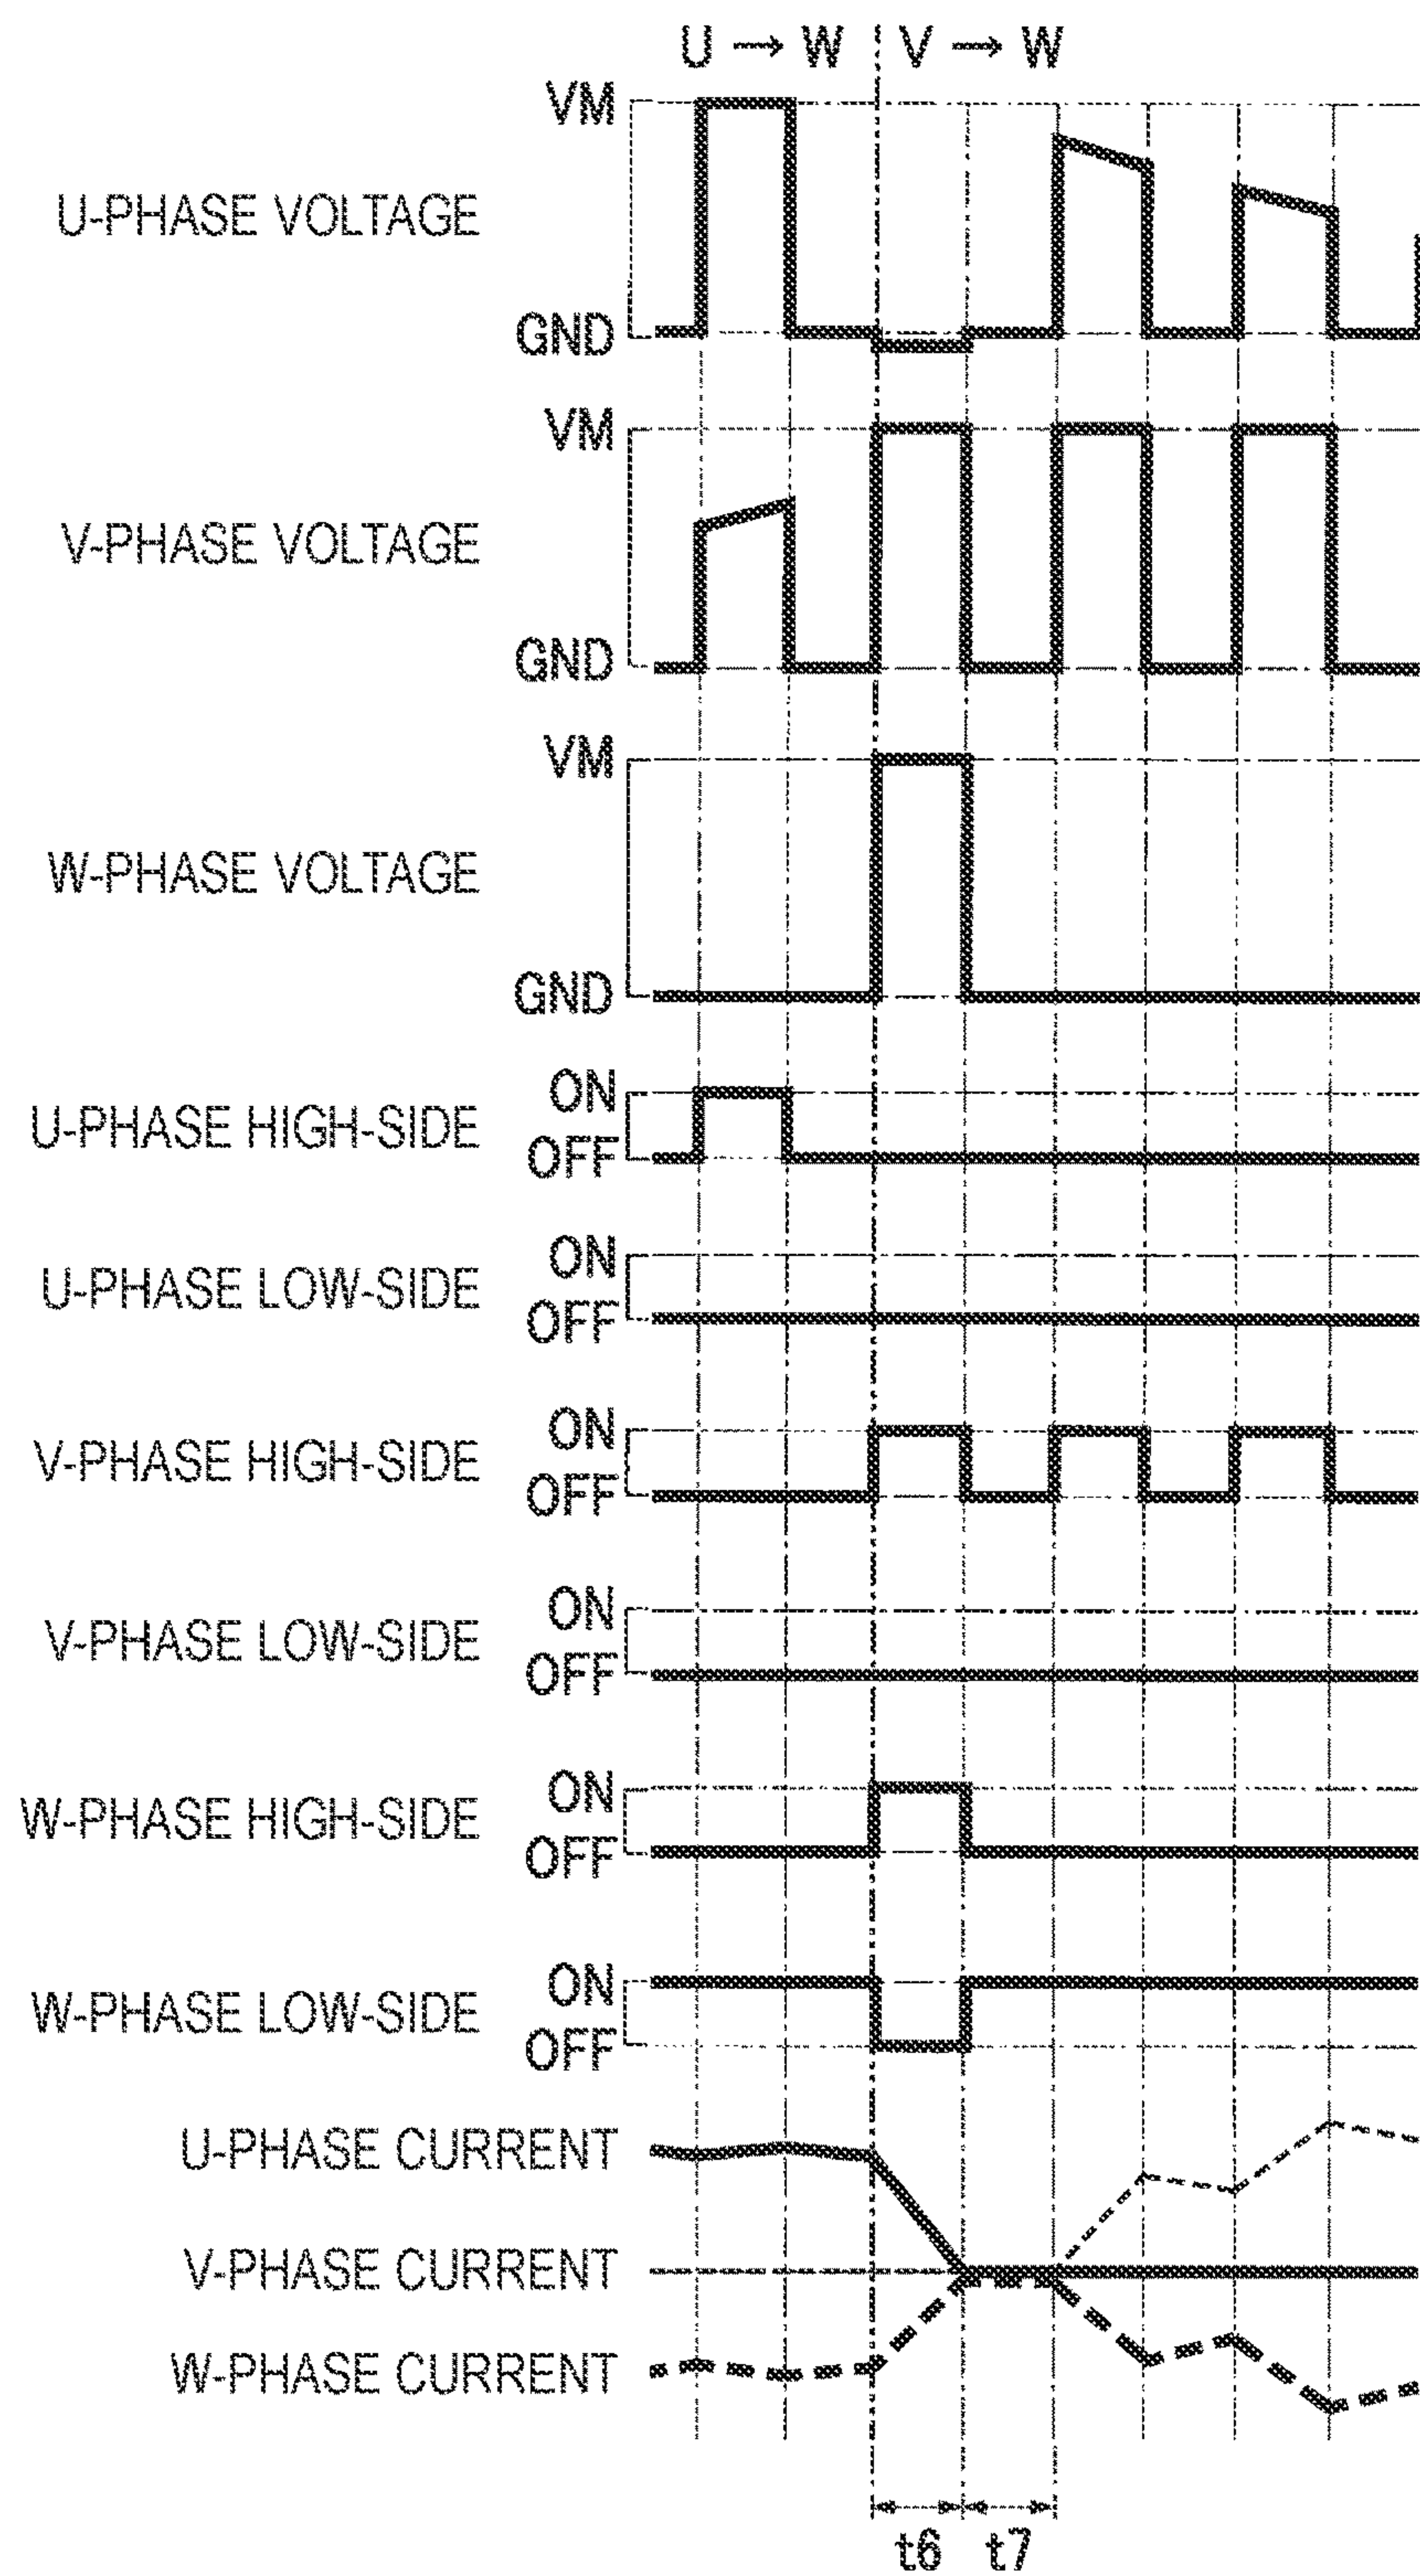 U → W V → W
VM
U-PHASE VOLTAGE
GND
VM
V-PHASE VOLTAGE
GND
VM
W-PHASE VOLTAGE
GND
ON
U-PHASE HIGH-SIDE
OFF
ON
U-PHASE LOW-SIDE
OFF
ON
V-PHASE HIGH-SIDE
OFF
ON
V-PHASE LOW-SIDE
OFF
ON
W-PHASE HIGH-SIDE
OFF
ON
W-PHASE LOW-SIDE
OFF
U-PHASE CURRENT
V-PHASE CURRENT
W-PHASE CURRENT
t6 t7